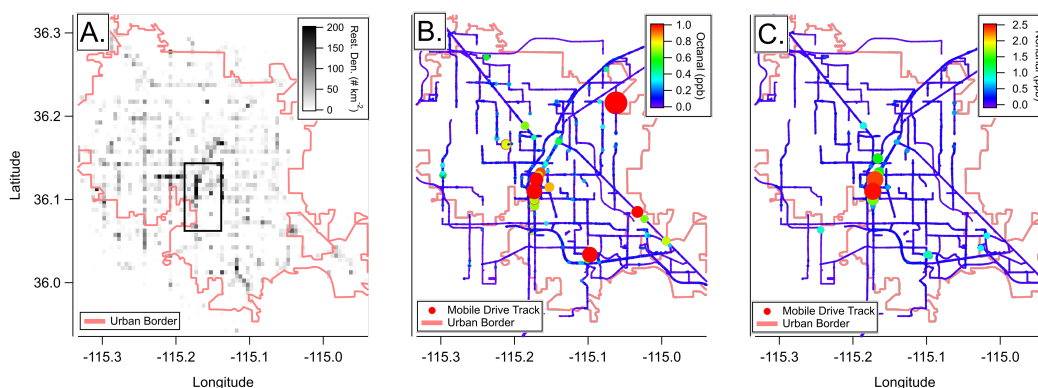 A.
36.3
36.2
36.1
36.0
Latitude
200
150
100
50
0
Rest. Den. (# km-2)
Urban Border
-115.3 -115.2 -115.1 -115.0
Longitude
B.
1.0
0.8
0.6
0.4
0.2
0.0
Octanal (ppb)
Mobile Drive Track
Urban Border
-115.3 -115.2 -115.1 -115.0
Longitude
C.
2.5
2.0
1.5
1.0
0.5
0.0
Mobile Drive Track
Urban Border
-115.3 -115.2 -115.1 -115.0
Longitude